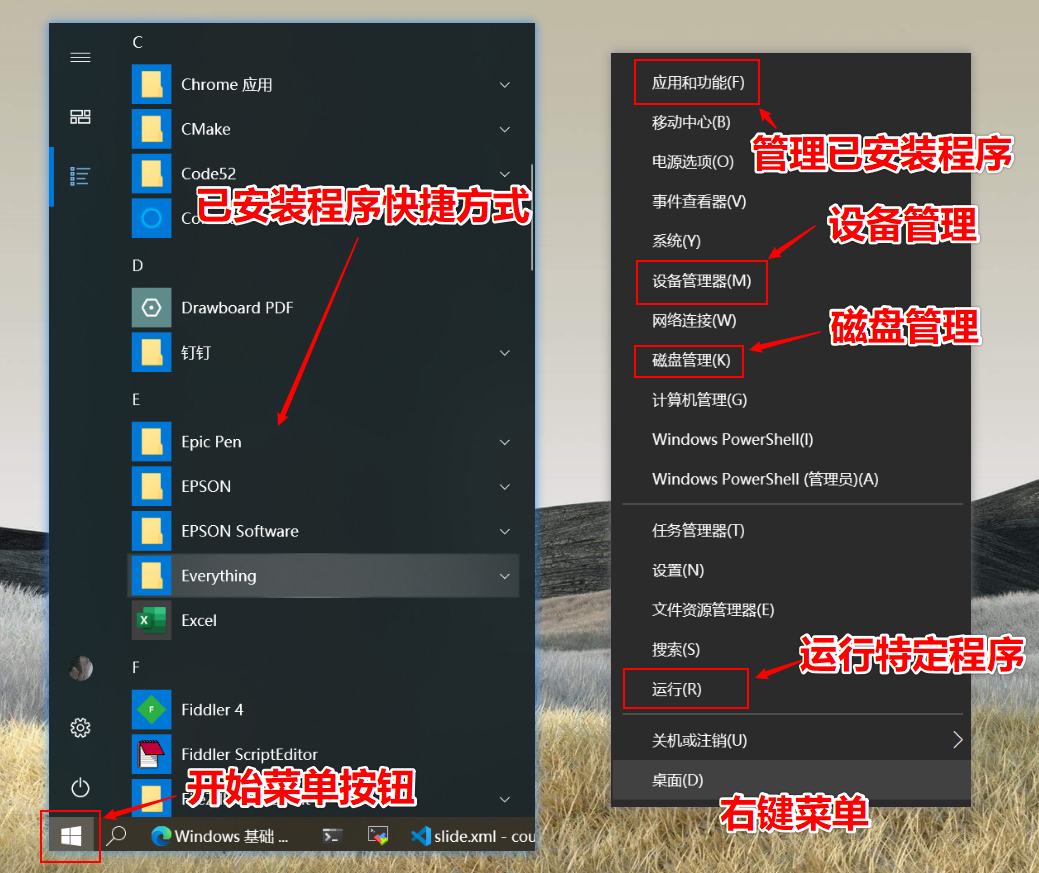 C
Chrome 应用
CMake
Code52
已安装程序快捷方式
D
Drawboard PDF
钉钉
E
Epic Pen
EPSON
EPSON Software
Everything
Excel
F
Fiddler 4
Fiddler ScriptEditor
开始菜单按钮
Windows 基础 ...
slide.xml - cou
应用和功能(F)
移动中心(B)
管理已安装程序
电源选项(O)
事件查看器(V)
设备管理
系统(Y)
设备管理器(M)
网络连接(W)
磁盘管理
磁盘管理(K)
计算机管理(G)
Windows PowerShell(I)
Windows PowerShell (管理员)(A)
任务管理器(T)
设置(N)
文件资源管理器(E)
搜索(S)
运行特定程序
运行(R)
关机或注销(U)
桌面(D)
右键菜单